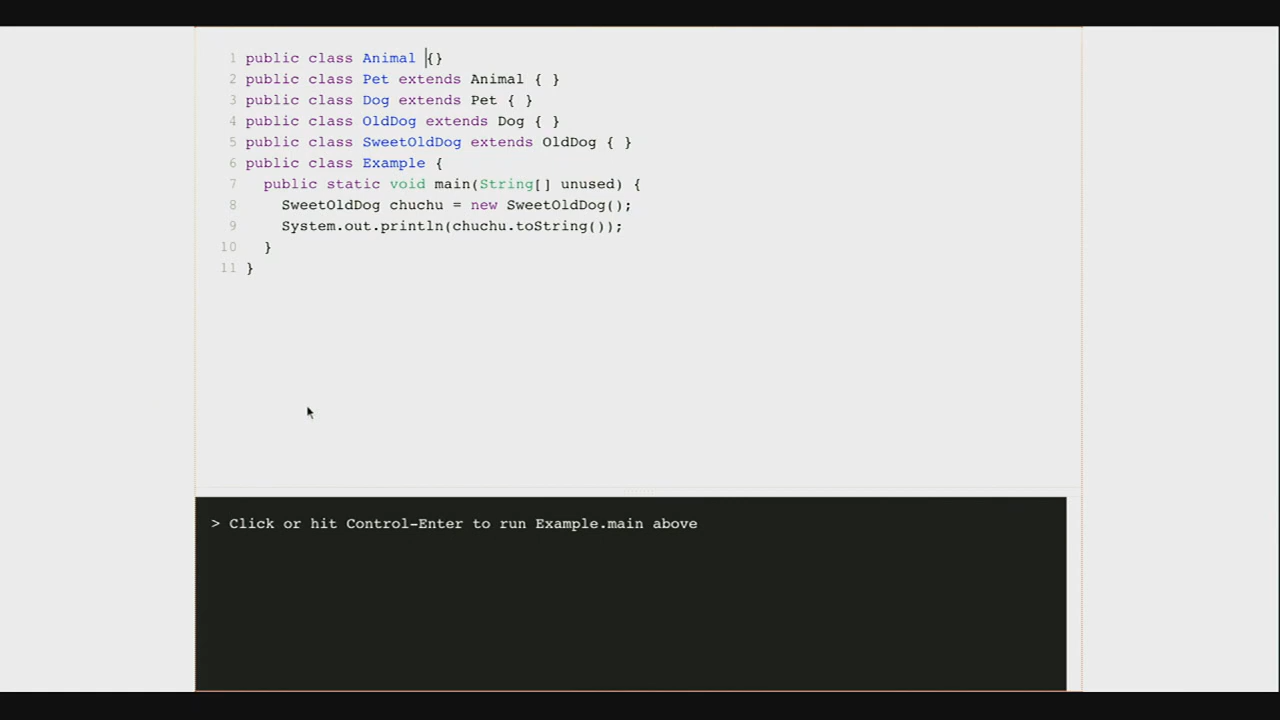 1 public class Animal {}
2 public class Pet extends Animal { }
3 public class Dog extends Pet { }
4 public class OldDog extends Dog { }
5 public class SweetOldDog extends OldDog { }
6 public class Example {
7   public static void main(String[] unused) {
8     SweetOldDog chuchu = new SweetOldDog();
9     System.out.println(chuchu.toString());
10   }
11 }
> Click or hit Control-Enter to run Example.main above